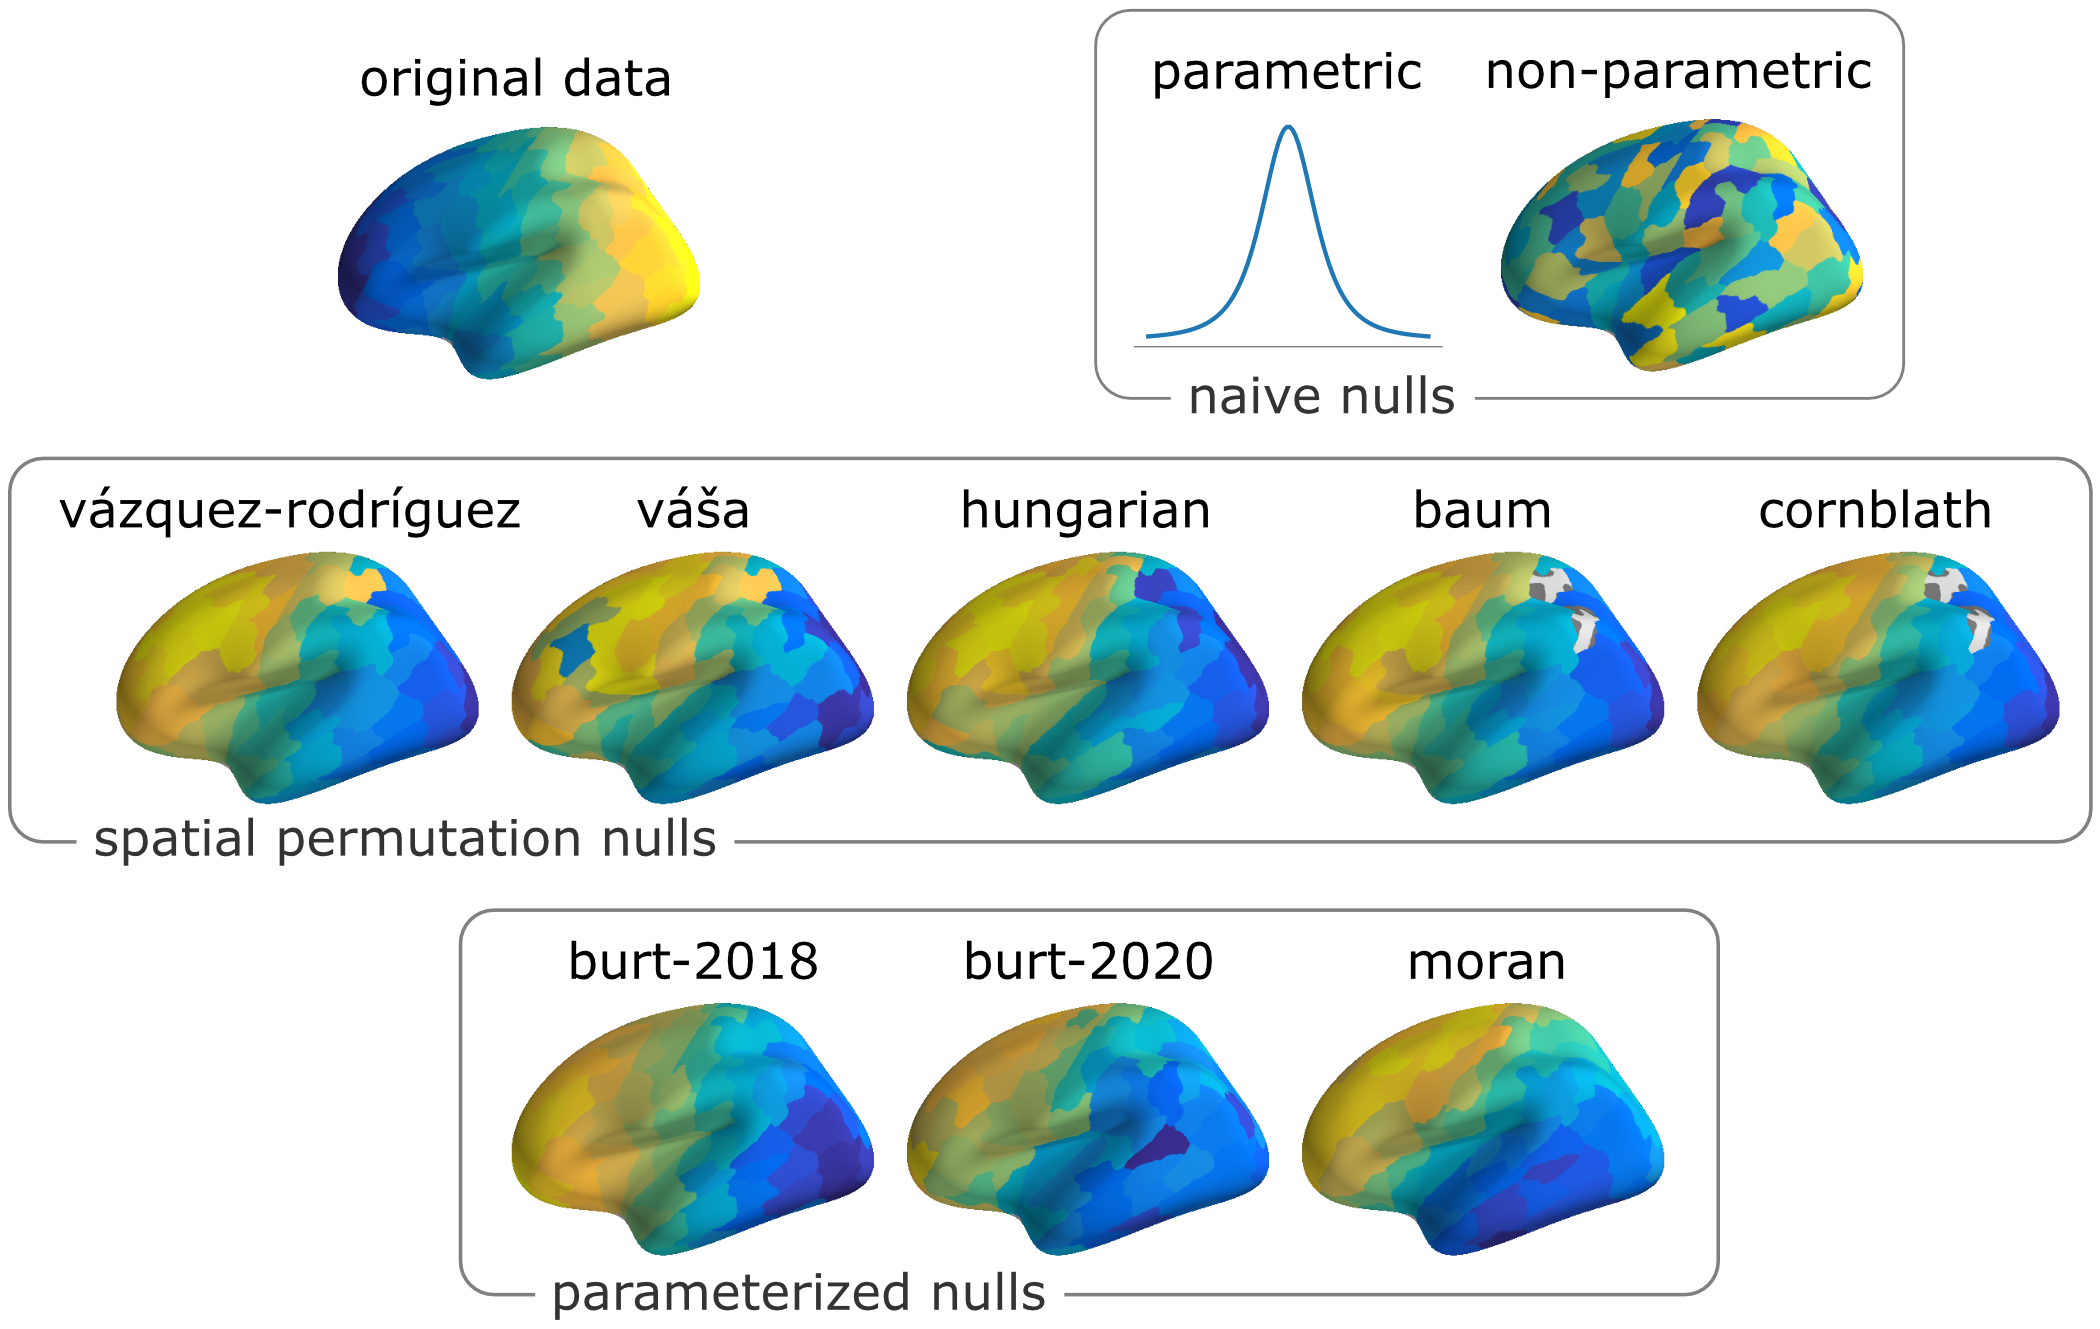 original data
parametric
non-parametric
naive nulls
vázquez-rodríguez
váša
hungarian
baum
cornblath
spatial permutation nulls
burt-2018
burt-2020
moran
parameterized nulls